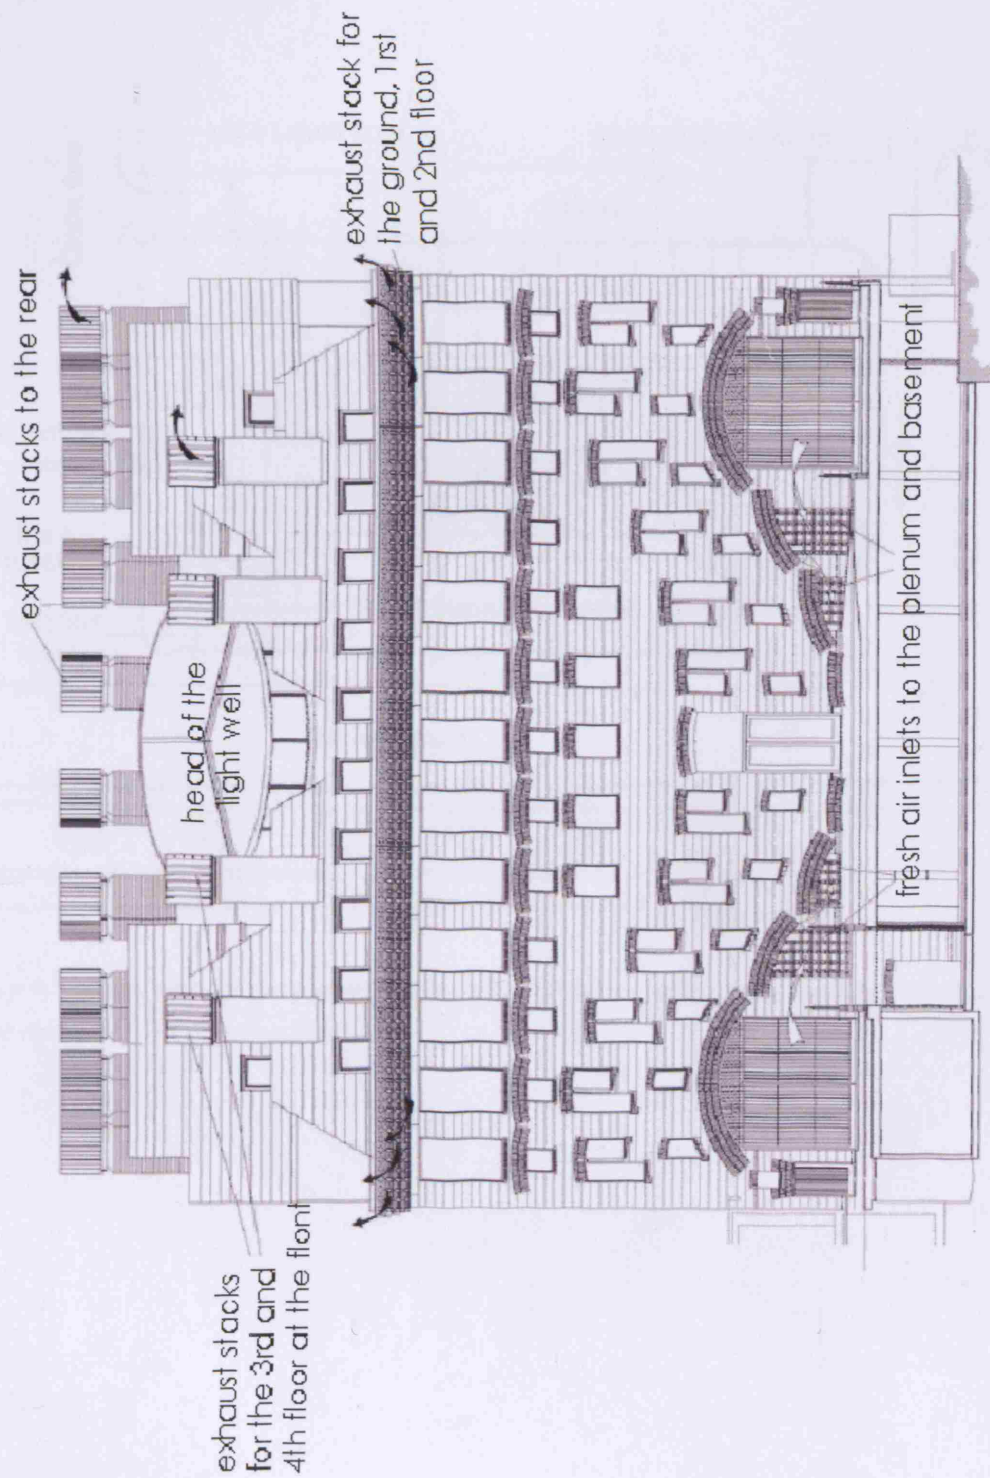 exhaust stacks to the rear
exhaust stack for
the ground, 1rst
and 2nd floor
head of the
light well
exhaust stacks
for the 3rd and
4th floor at the flont
fresh air inlets to the plenum and basement